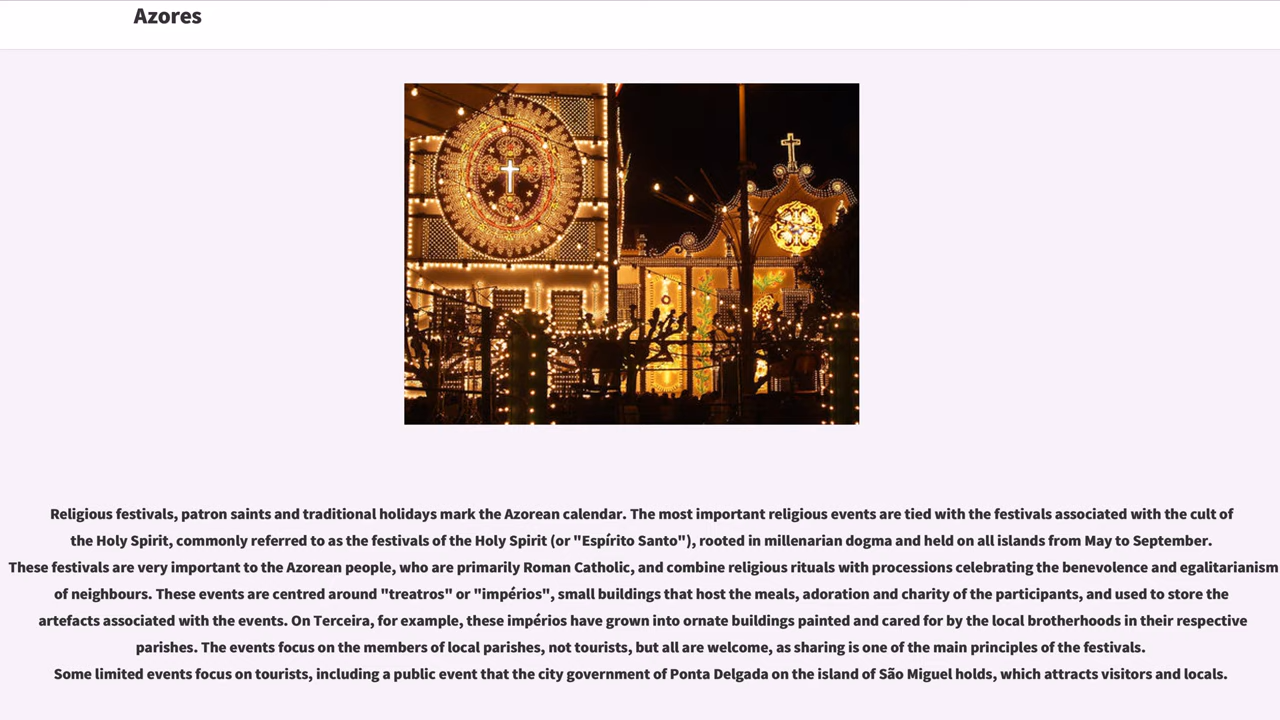 Azores
Religious festivals, patron saints and traditional holidays mark the Azorean calendar. The most important religious events are tied with the festivals associated with the cult of
the Holy Spirit, commonly referred to as the festivals of the Holy Spirit (or "Espírito Santo"), rooted in millenarian dogma and held on all islands from May to September.
These festivals are very important to the Azorean people, who are primarily Roman Catholic, and combine religious rituals with processions celebrating the benevolence and egalitarianism
of neighbours. These events are centred around "treatros" or "impérios", small buildings that host the meals, adoration and charity of the participants, and used to store the
artefacts associated with the events. On Terceira, for example, these impérios have grown into ornate buildings painted and cared for by the local brotherhoods in their respective
parishes. The events focus on the members of local parishes, not tourists, but all are welcome, as sharing is one of the main principles of the festivals.
Some limited events focus on tourists, including a public event that the city government of Ponta Delgada on the island of São Miguel holds, which attracts visitors and locals.